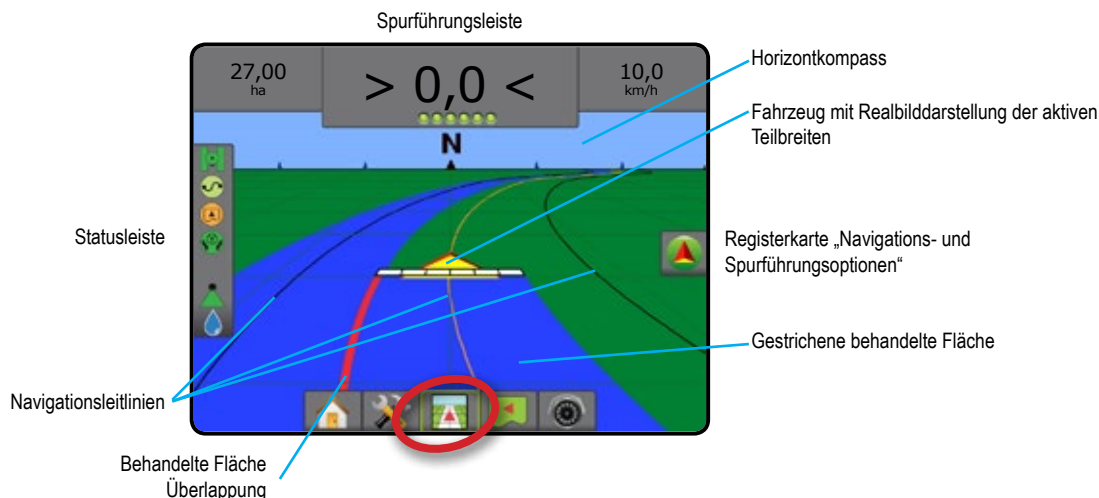 Spurführungsleiste
27,00
ha
> 0,0 <
10,0
km/h
N
Horizontkompass
Fahrzeug mit Realbilddarstellung der aktiven
Teilbreiten
Statusleiste
Registerkarte „Navigations- und
Spurführungsoptionen“
Gestrichene behandelte Fläche
Navigationsleitlinien
Behandelte Fläche
Überlappung